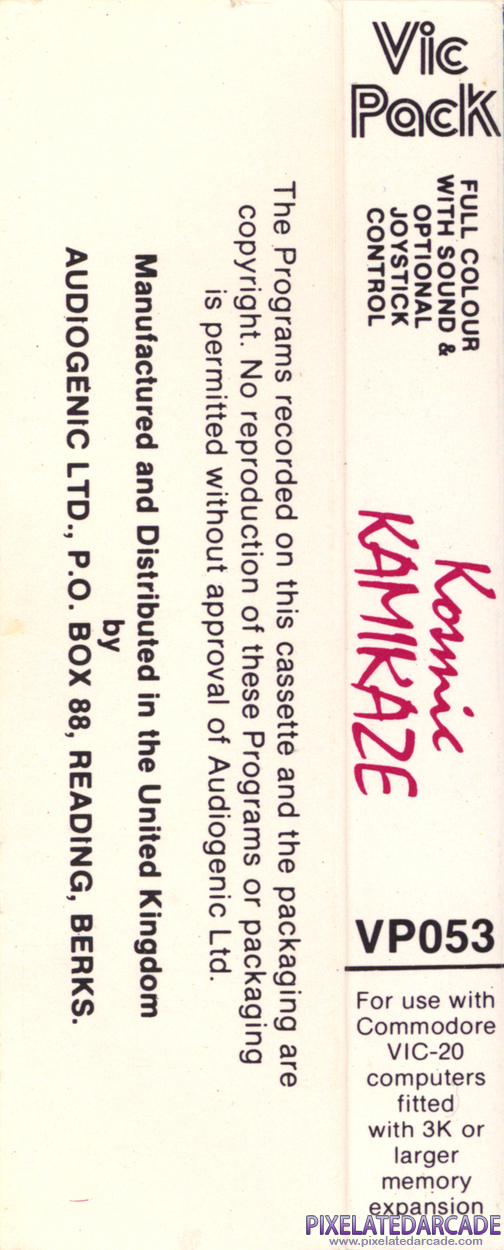 Vic
Pack
FULL COLOUR
WITH SOUND &
OPTIONAL
JOYSTICK
CONTROL
Kosmic
KAMIKAZE
VP053
For use with
Commodore
VIC-20
computers
fitted
with 3K or
larger
memory
expansion
The Programs recorded on this cassette and the packaging are
copyright. No reproduction of these Programs or packaging
is permitted without approval of Audiogenic Ltd.
Manufactured and Distributed in the United Kingdom
by
AUDIOGENIC LTD., P.O. BOX 88, READING, BERKS.
PIXELATEDARCADE
www.pixelatedarcade.com